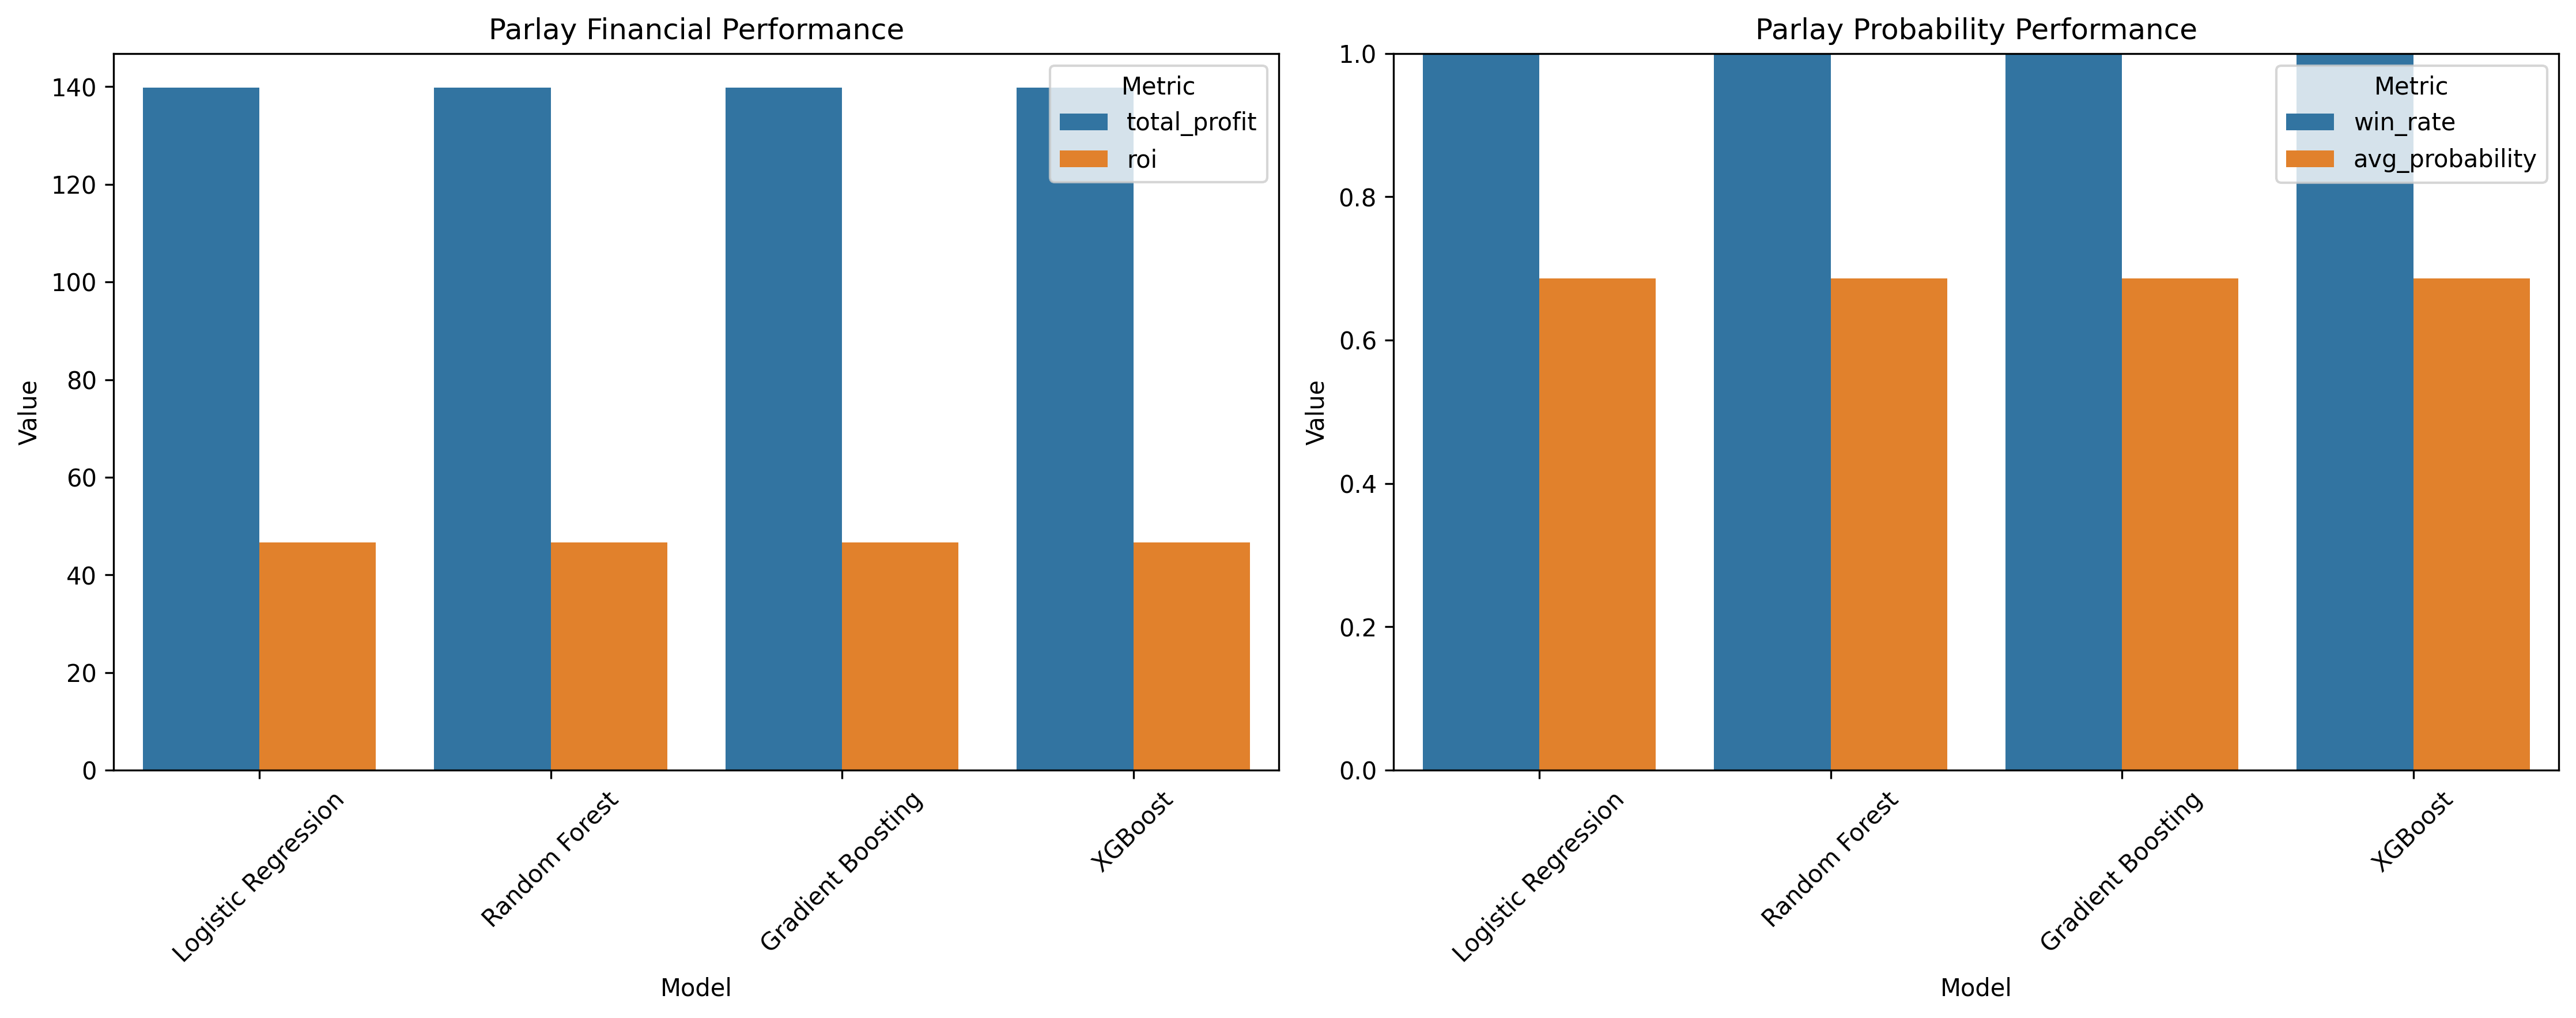 Parlay Financial Performance
Metric
total_profit
roi
140
120
100
80
60
40
20
0
Value
Logistic Regression
Random Forest
Gradient Boosting
XGBoost
Model
Parlay Probability Performance
Metric
win_rate
avg_probability
1.0
0.8
0.6
0.4
0.2
0.0
Value
Logistic Regression
Random Forest
Gradient Boosting
XGBoost
Model